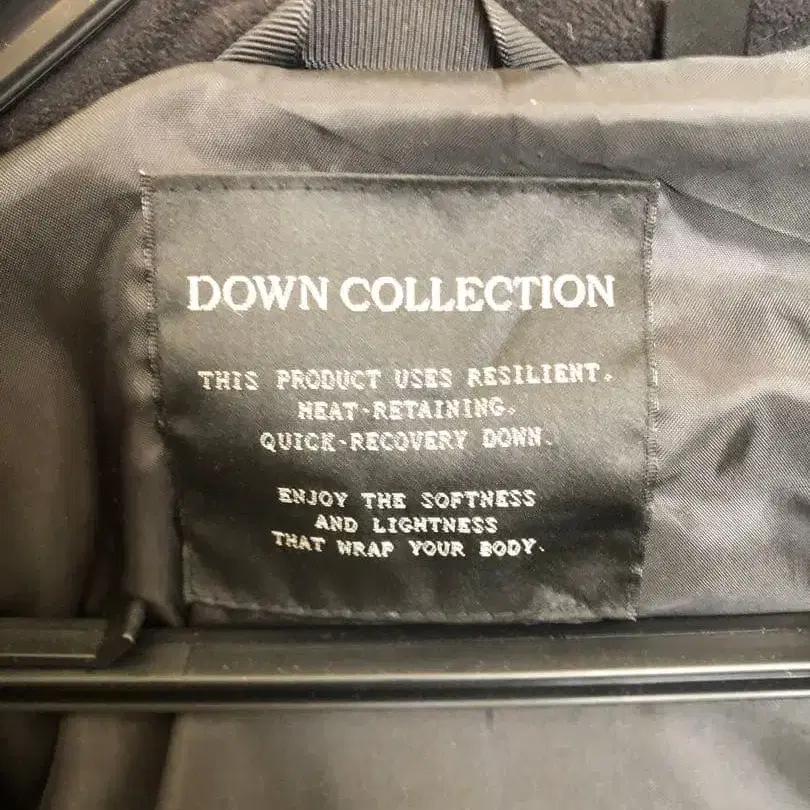 DOWN COLLECTION
THIS PRODUCT USES RESILIENT,
HEAT-RETAINING,
QUICK-RECOVERY DOWN.
ENJOY THE SOFTNESS
AND LIGHTNESS
THAT WRAP YOUR BODY.